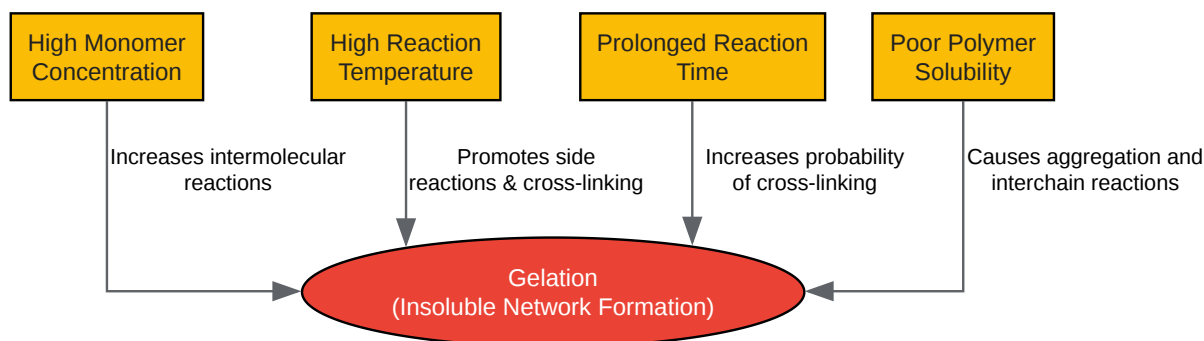 High Monomer
Concentration
High Reaction
Temperature
Prolonged Reaction
Time
Poor Polymer
Solubility
Increases intermolecular
reactions
Promotes side
reactions & cross-linking
Increases probability
of cross-linking
Causes aggregation and
interchain reactions
Gelation
(Insoluble Network Formation)